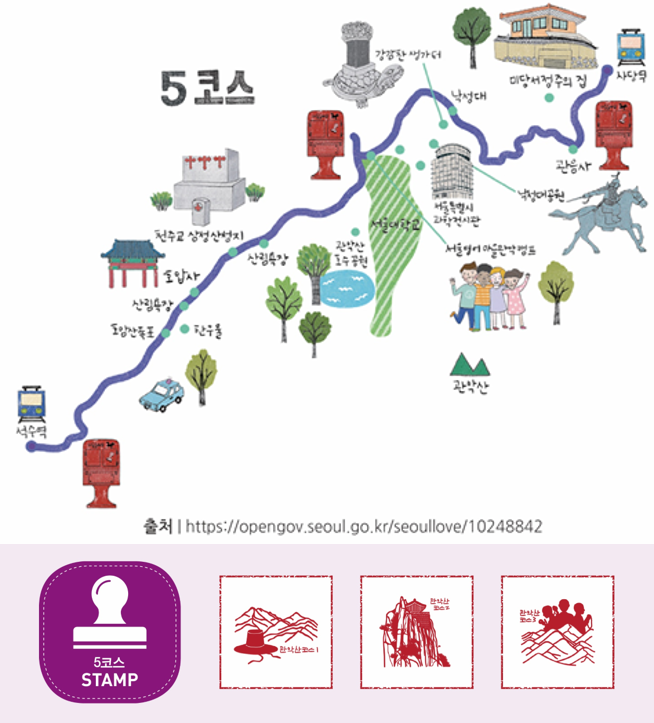 5코스
강감찬 생가터
미당서정주의 집
사당역
낙성대
관음사
서울특별시
과학전시관
낙성대공원
천주교 삼성산성지
서울대학교
서울영어마을관악캠프
산림욕장
관악산
호수공원
호압사
산림욕장
호암산폭포
한우물
관악산
석수역
출처 | https://opengov.seoul.go.kr/seoullove/10248842
관악산코스1
관악산
코스2
관악산
코스3
5코스
STAMP